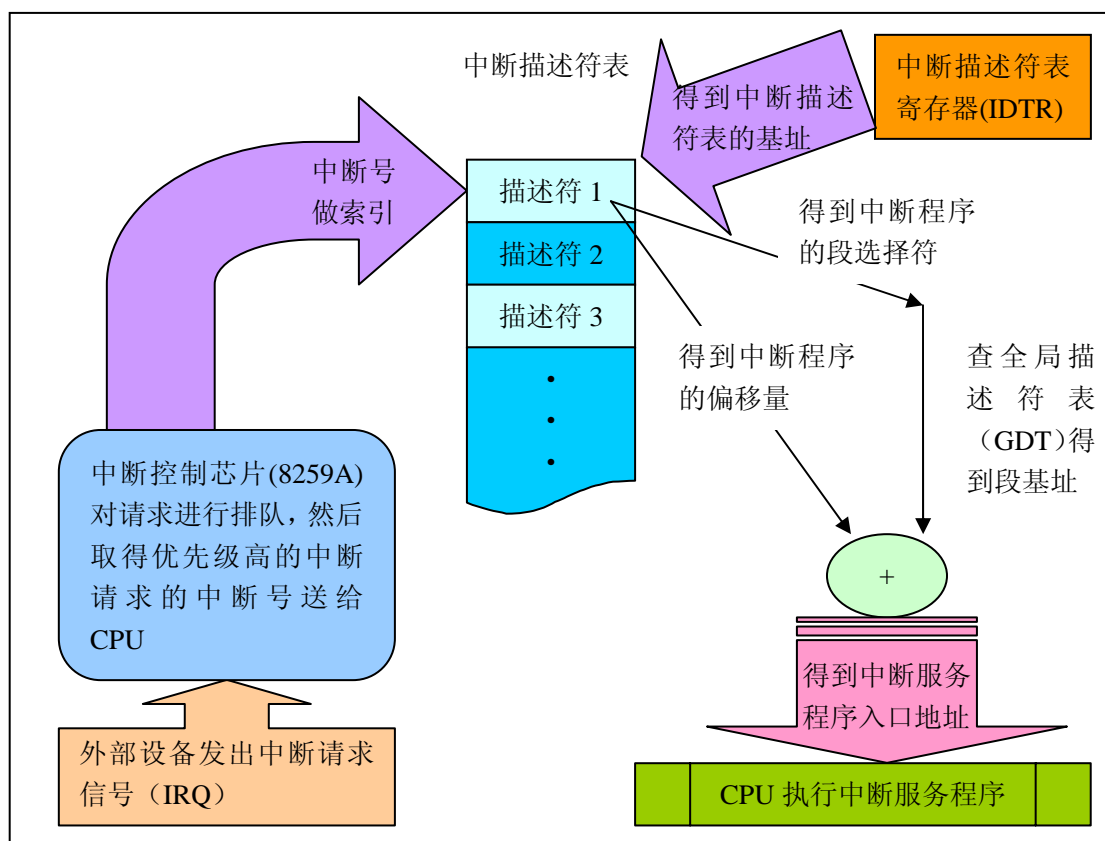 中断描述符表
中断描述符表
寄存器(IDTR)
得到中断描述
符表的基址
中断号
做索引
描述符 1
描述符 2
描述符 3
得到中断程序
的段选择符
得到中断程序
的偏移量
查全局描
述符表
（GDT)得
到段基址
中断控制芯片(8259A)
对请求进行排队，然后
取得优先级高的中断
请求的中断号送给
CPU
+
得到中断服务
程序入口地址
外部设备发出中断请求
信号（IRQ）
CPU 执行中断服务程序